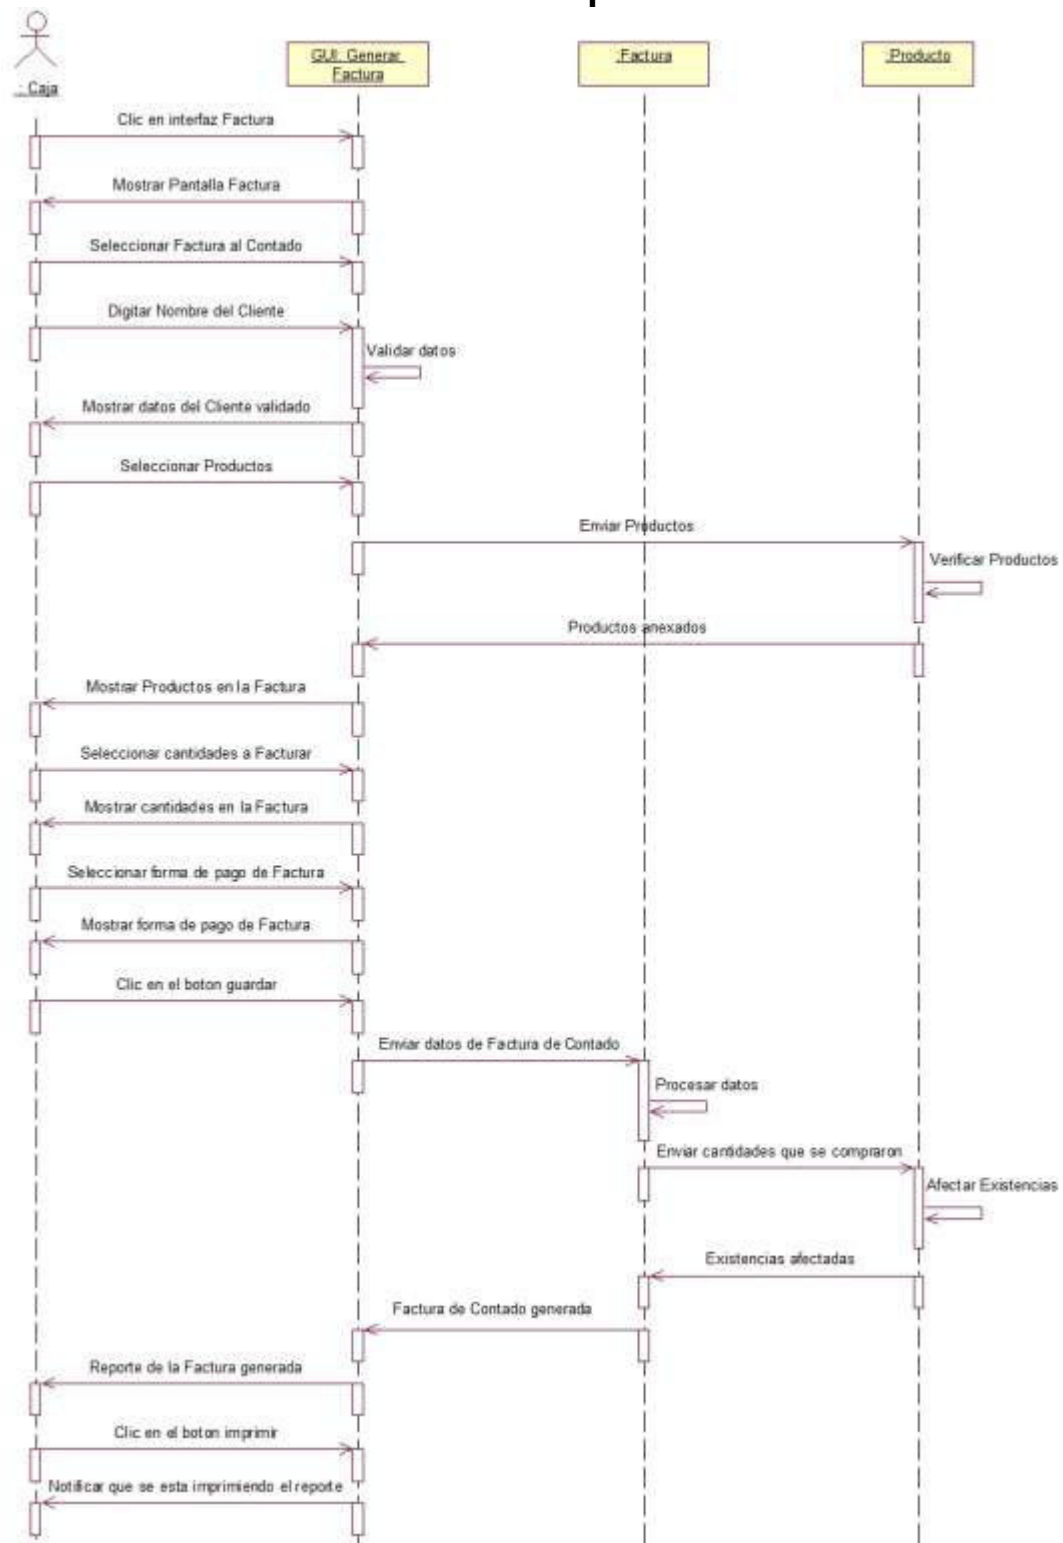 GUI: Generar
Factura
:Factura
:Producto
: Caja
Clic en interfaz Factura
Mostrar Pantalla Factura
Seleccionar Factura al Contado
Digitar Nombre del Cliente
Validar datos
Mostrar datos del Cliente validado
Seleccionar Productos
Enviar Productos
Verificar Productos
Productos anexados
Mostrar Productos en la Factura
Seleccionar cantidades a Facturar
Mostrar cantidades en la Factura
Seleccionar forma de pago de Factura
Mostrar forma de pago de Factura
Clic en el boton guardar
Enviar datos de Factura de Contado
Procesar datos
Enviar cantidades que se compraron
Afectar Existencias
Existencias afectadas
Factura de Contado generada
Reporte de la Factura generada
Clic en el boton imprimir
Notificar que se esta imprimiendo el reporte